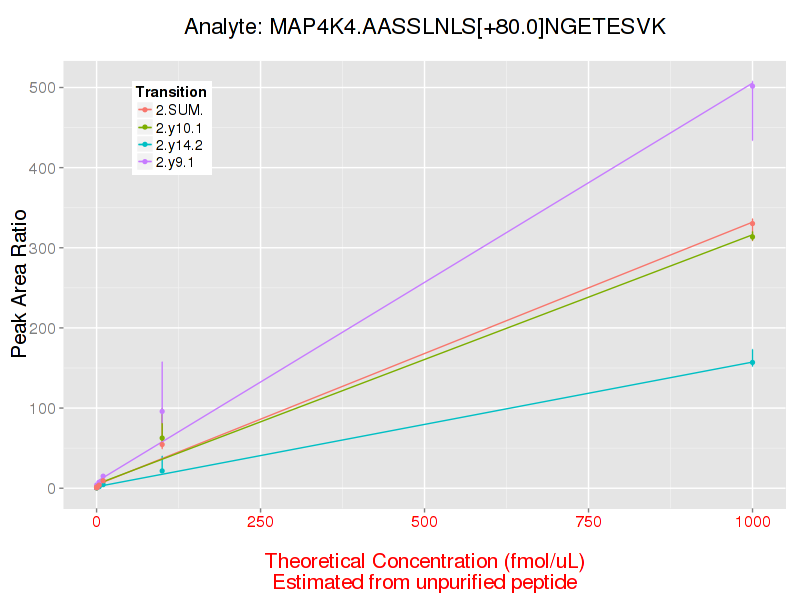 Analyte: MAP4K4.AASSLNLS[+80.0]NGETESVK
Transition
2.SUM.
2.y10.1
2.y14.2
2.y9.1
Peak Area Ratio
500
400
300
200
100
0
0 250 500 750 1000
Theoretical Concentration (fmol/uL)
Estimated from unpurified peptide